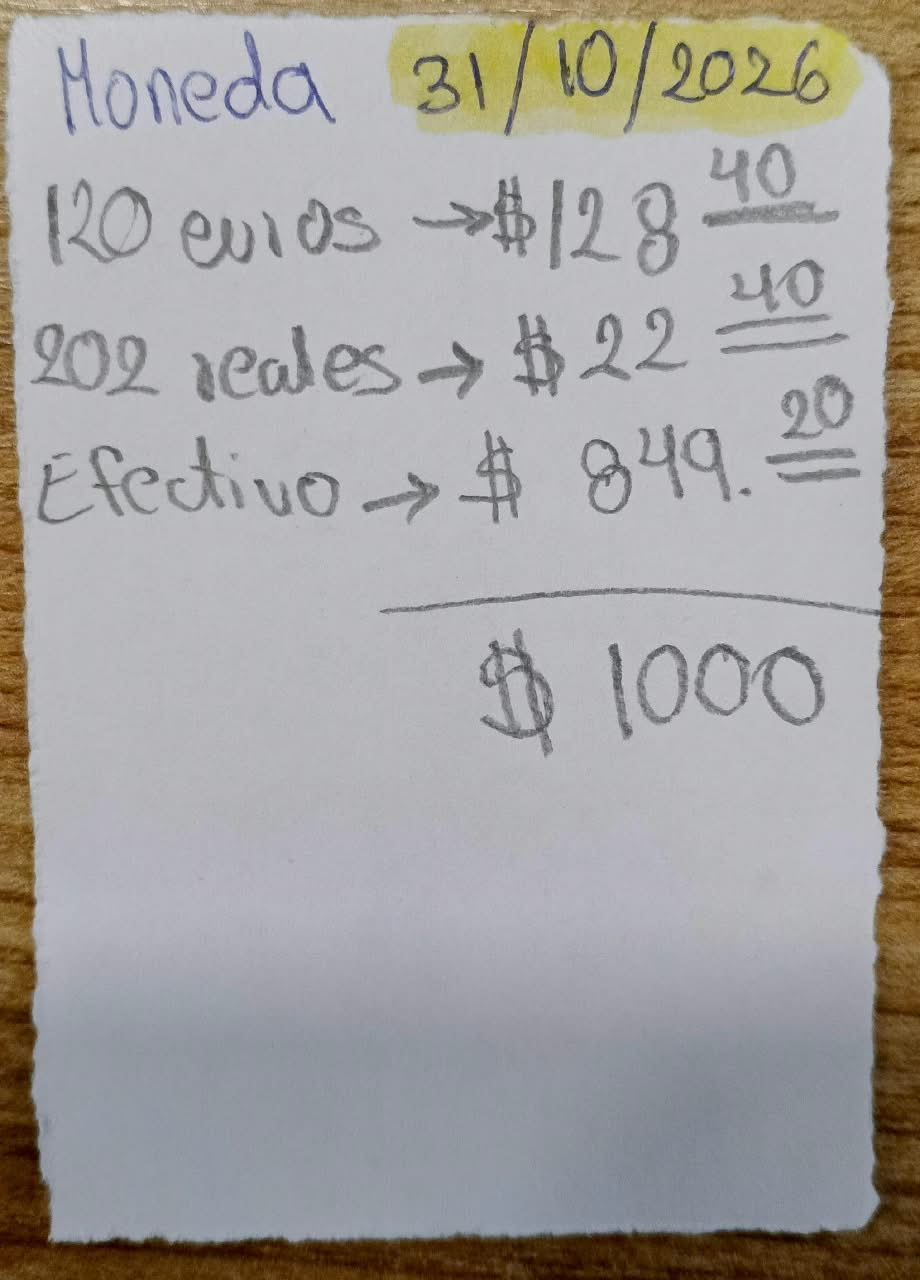 Moneda 31/10/2026
120 euros → $128 40
202 reales → $22 40
Efectivo → $ 849. 20
$ 1000